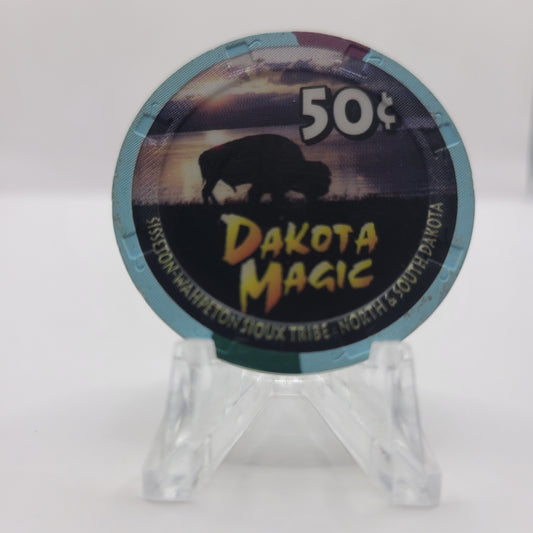 50¢
DAKOTA
MAGIC
SISSETON-WAHPETON SIOUX TRIBE · NORTH & SOUTH DAKOTA